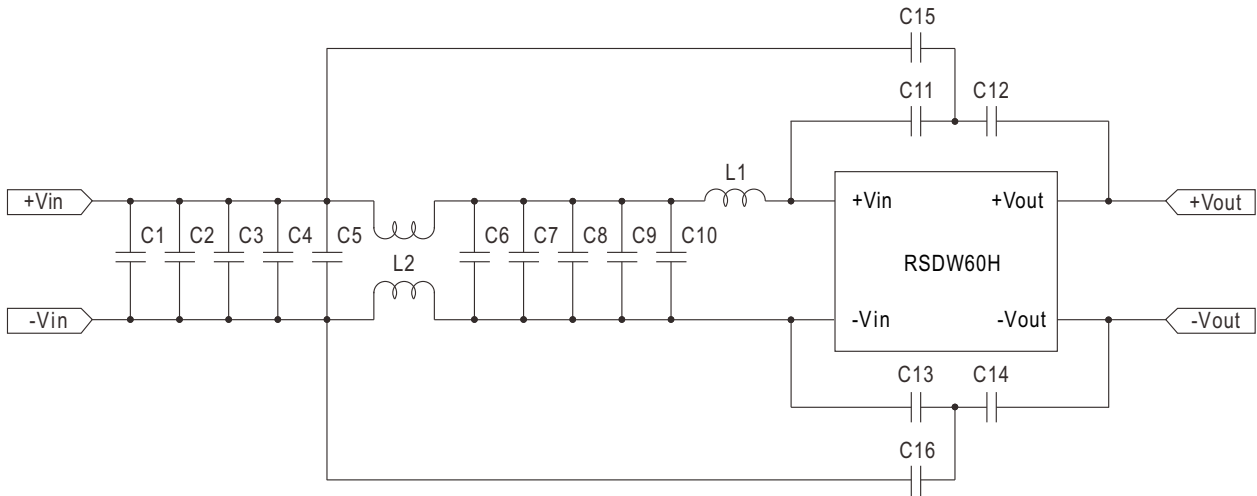 C15
C11 C12
L1
+Vin +Vin +Vout +Vout
C1 C2 C3 C4 C5 C6 C7 C8 C9 C10
L2
RSDW60H
-Vin -Vin -Vout -Vout
C13 C14
C16